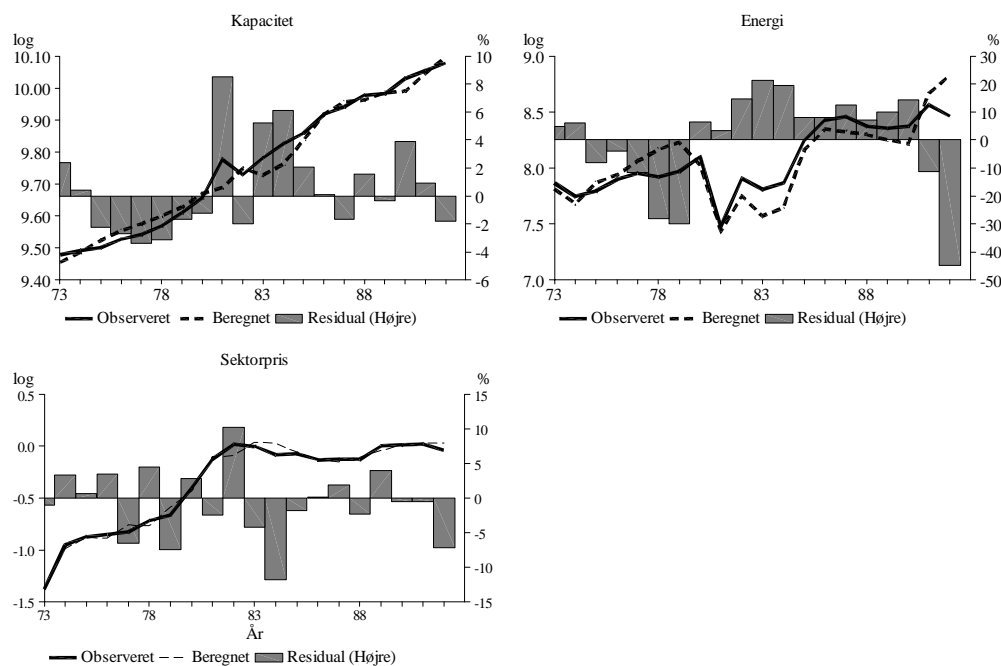 Kapacitet
log %
10.10 10
10.00 8
9.90 6
9.80 4
9.70 2
9.60 0
9.50 -2
-4
9.40 -6
73 78 83 88
Observeret Beregnet Residual (Højre)
Energi
log %
9.0 30
20
8.5 10
0
8.0 -10
-20
7.5 -30
-40
7.0 -50
73 78 83 88
Observeret Beregnet Residual (Højre)
Sektorpris
log %
0.5 15
10
0.0 5
-0.5 0
-5
-1.0 -10
-1.5 -15
73 78 83 88
År
Observeret Beregnet Residual (Højre)